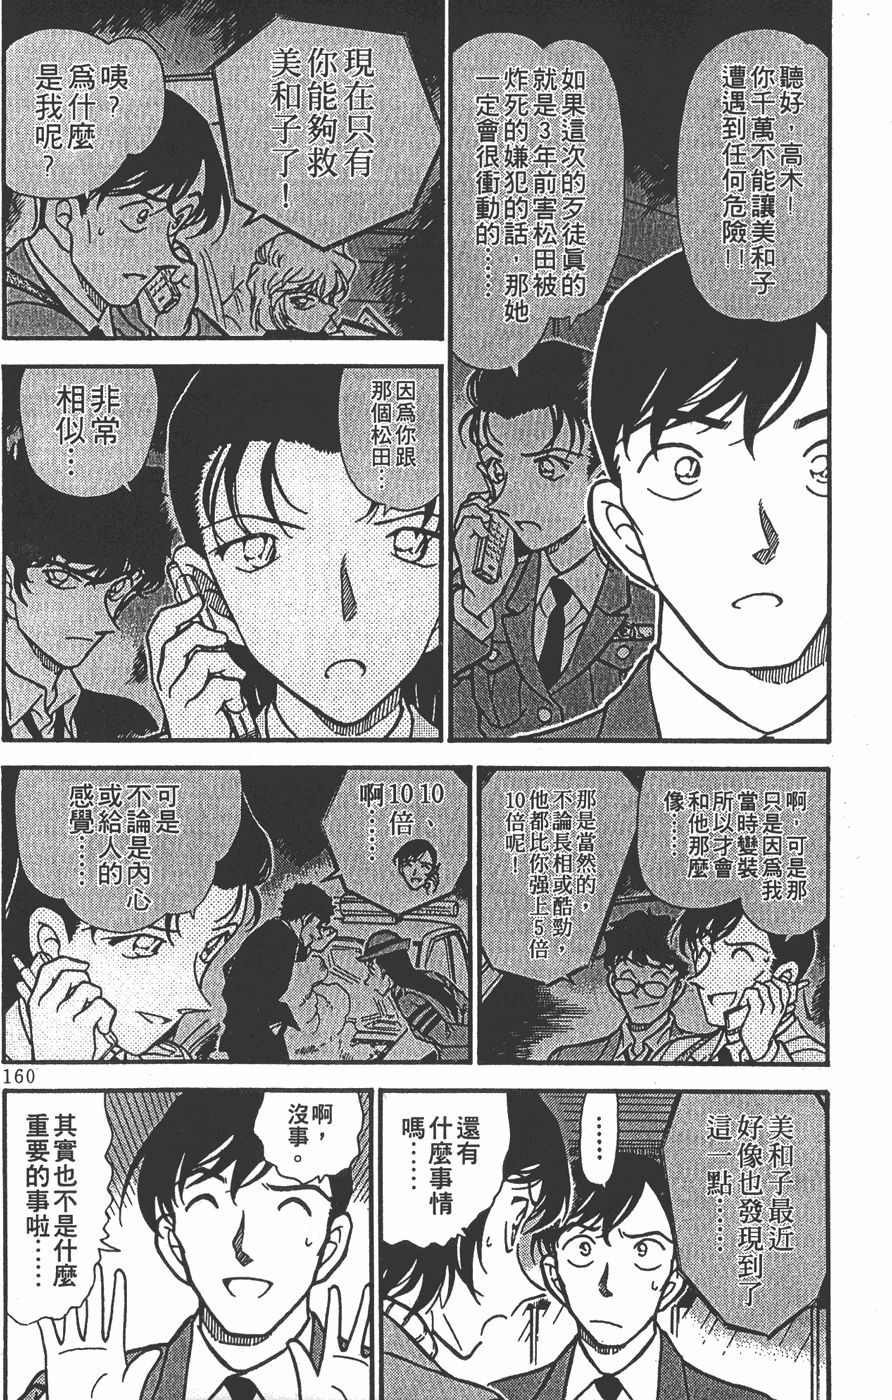 聽好，高木！
你千萬不能讓美和子
遭遇到任何危險！！
如果這次的歹徒眞的
就是3年前害松田被
炸死的嫌犯的話，那她
一定會很衝動的……
現在只有
你能夠救
美和子了！
咦？
爲什麼
是我呢？
因爲你跟
那個松田…
非常
相似…
啊，可是那
只是因爲我
當時變裝
所以才會
和他那麼
像……
那是當然的，
不論長相或酷勁，
他都比你强上5倍
10倍呢！
10、
10倍
啊……
可是
不論是內心
或給人的
感覺……
美和子最近
好像也發現到了
這一點……
……
還有
什麼事情
嗎……
啊，
沒事。
其實也不是什麼
重要的事啦……
160